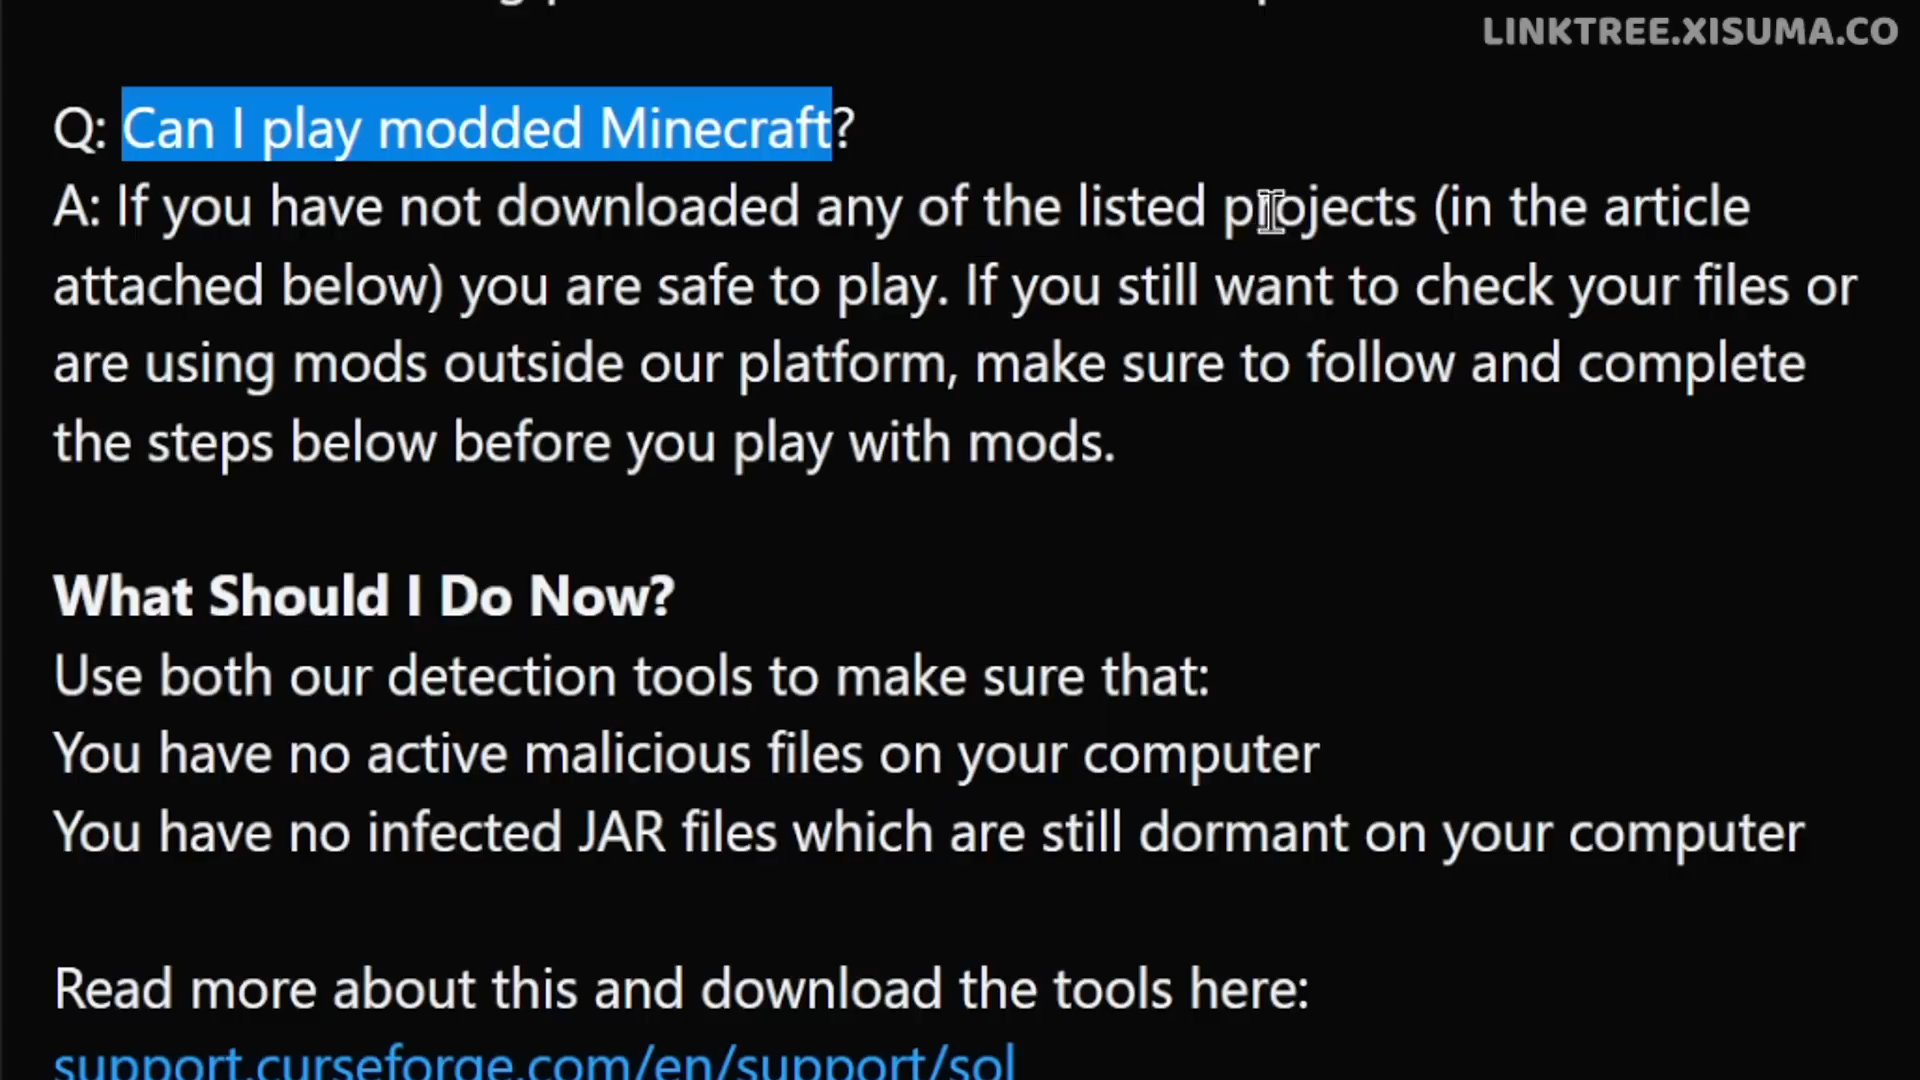 LINKTREE.XISUMA.CO
Q: Can I play modded Minecraft?
A: If you have not downloaded any of the listed projects (in the article
attached below) you are safe to play. If you still want to check your files or
are using mods outside our platform, make sure to follow and complete
the steps below before you play with mods.
What Should I Do Now?
Use both our detection tools to make sure that:
You have no active malicious files on your computer
You have no infected JAR files which are still dormant on your computer
Read more about this and download the tools here:
support.curseforge.com/en/support/sol